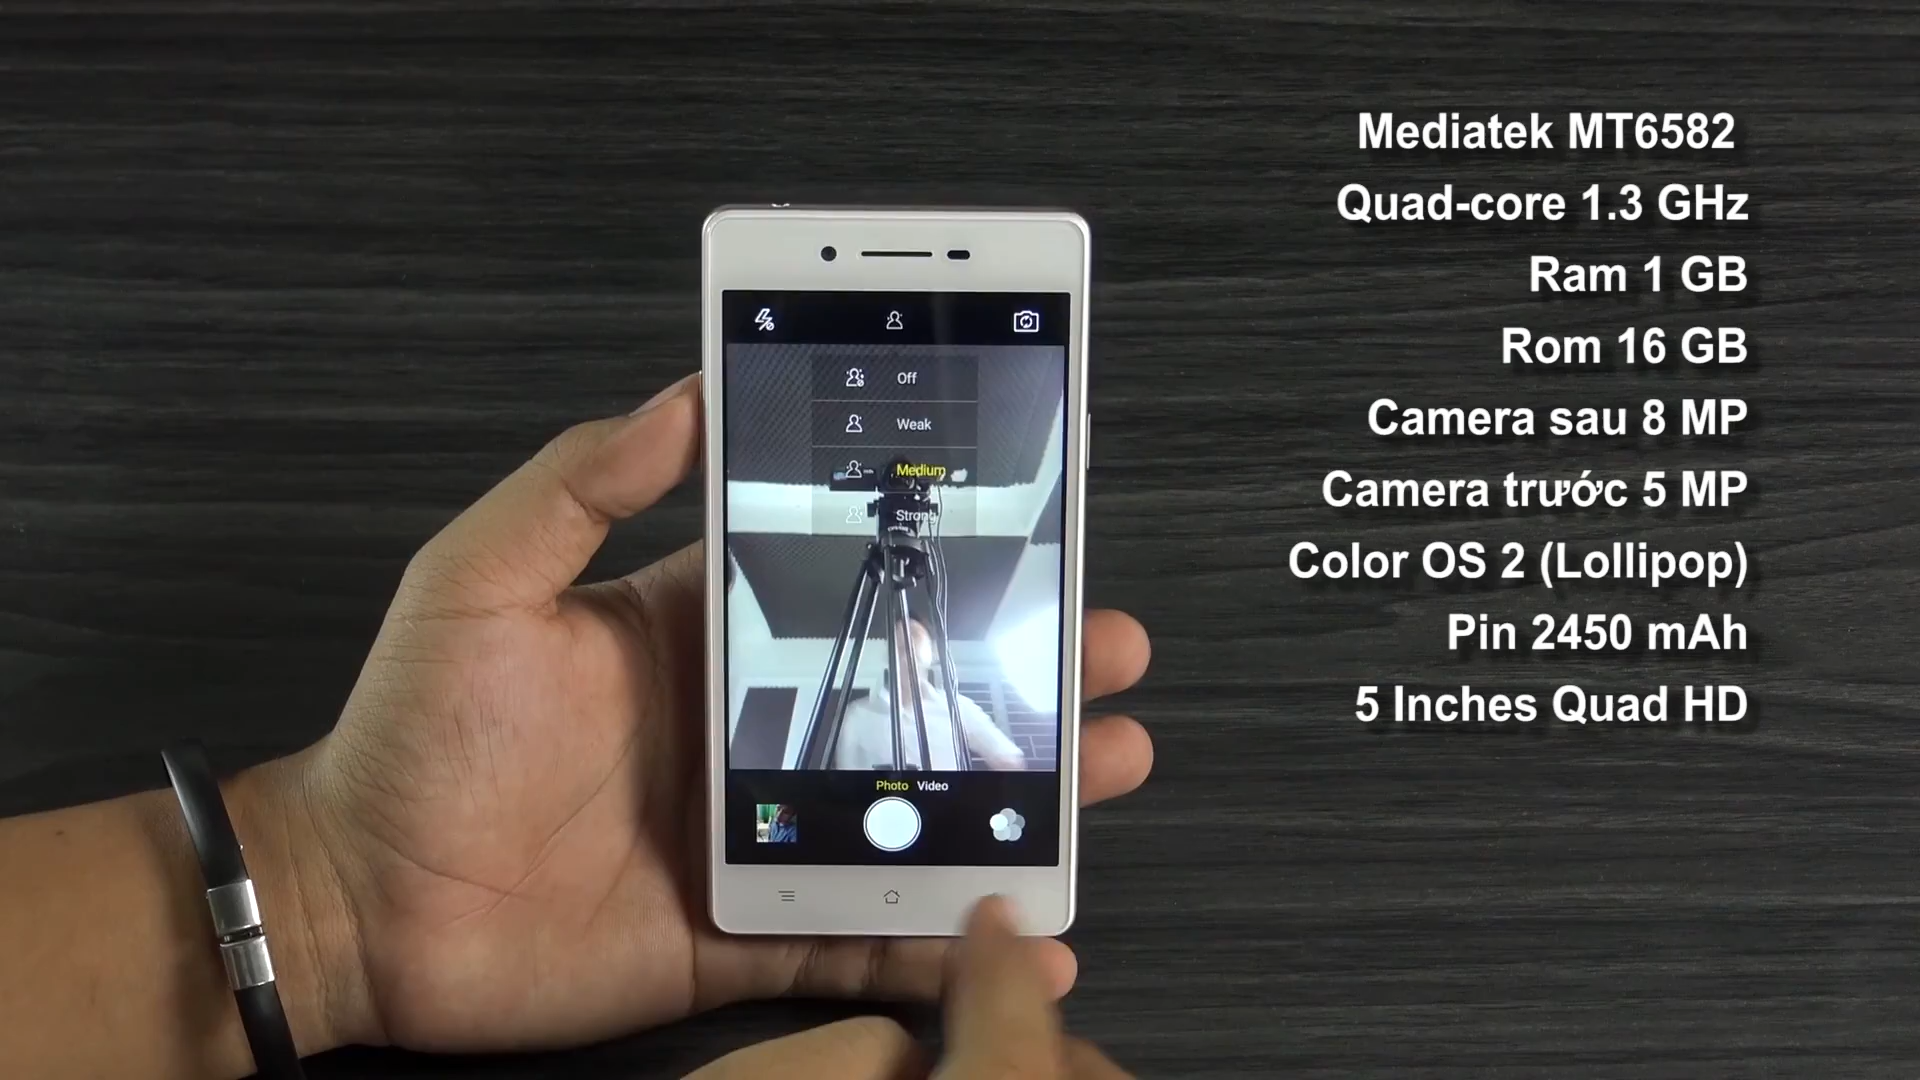 Mediatek MT6582
Quad-core 1.3 GHz
Ram 1 GB
Rom 16 GB
Camera sau 8 MP
Camera trước 5 MP
Color OS 2 (Lollipop)
Pin 2450 mAh
5 Inches Quad HD
Off
Weak
Medium
Strong
Photo Video